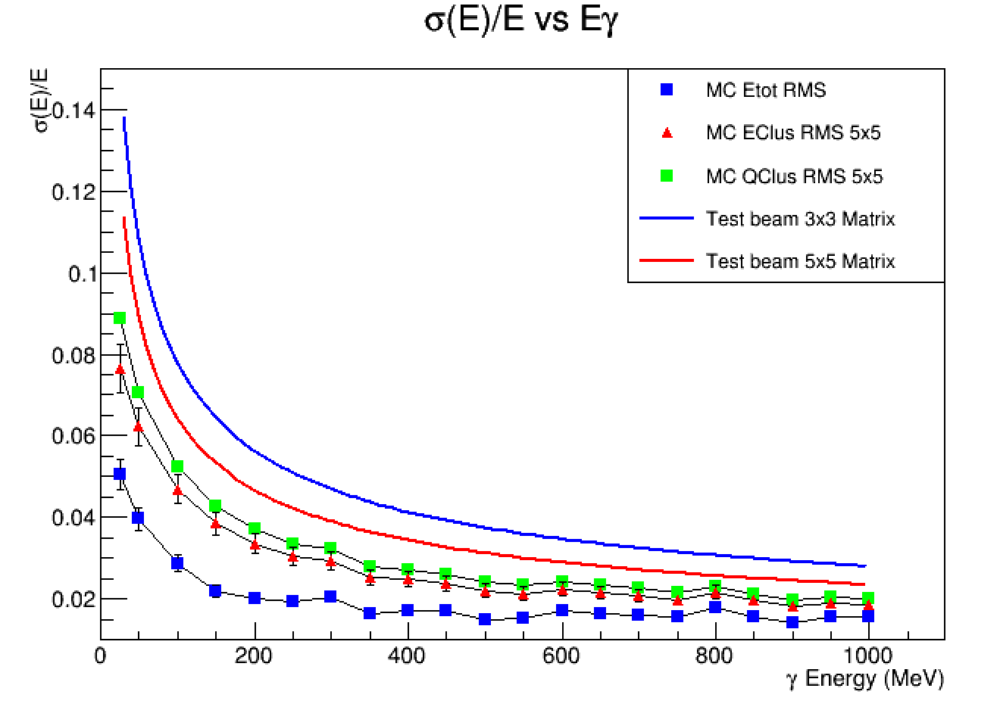 σ(E)/E vs Eγ
σ(E)/E
0.14
0.12
0.1
0.08
0.06
0.04
0.02
MC Etot RMS
MC EClus RMS 5x5
MC QClus RMS 5x5
Test beam 3x3 Matrix
Test beam 5x5 Matrix
0 200 400 600 800 1000
γ Energy (MeV)